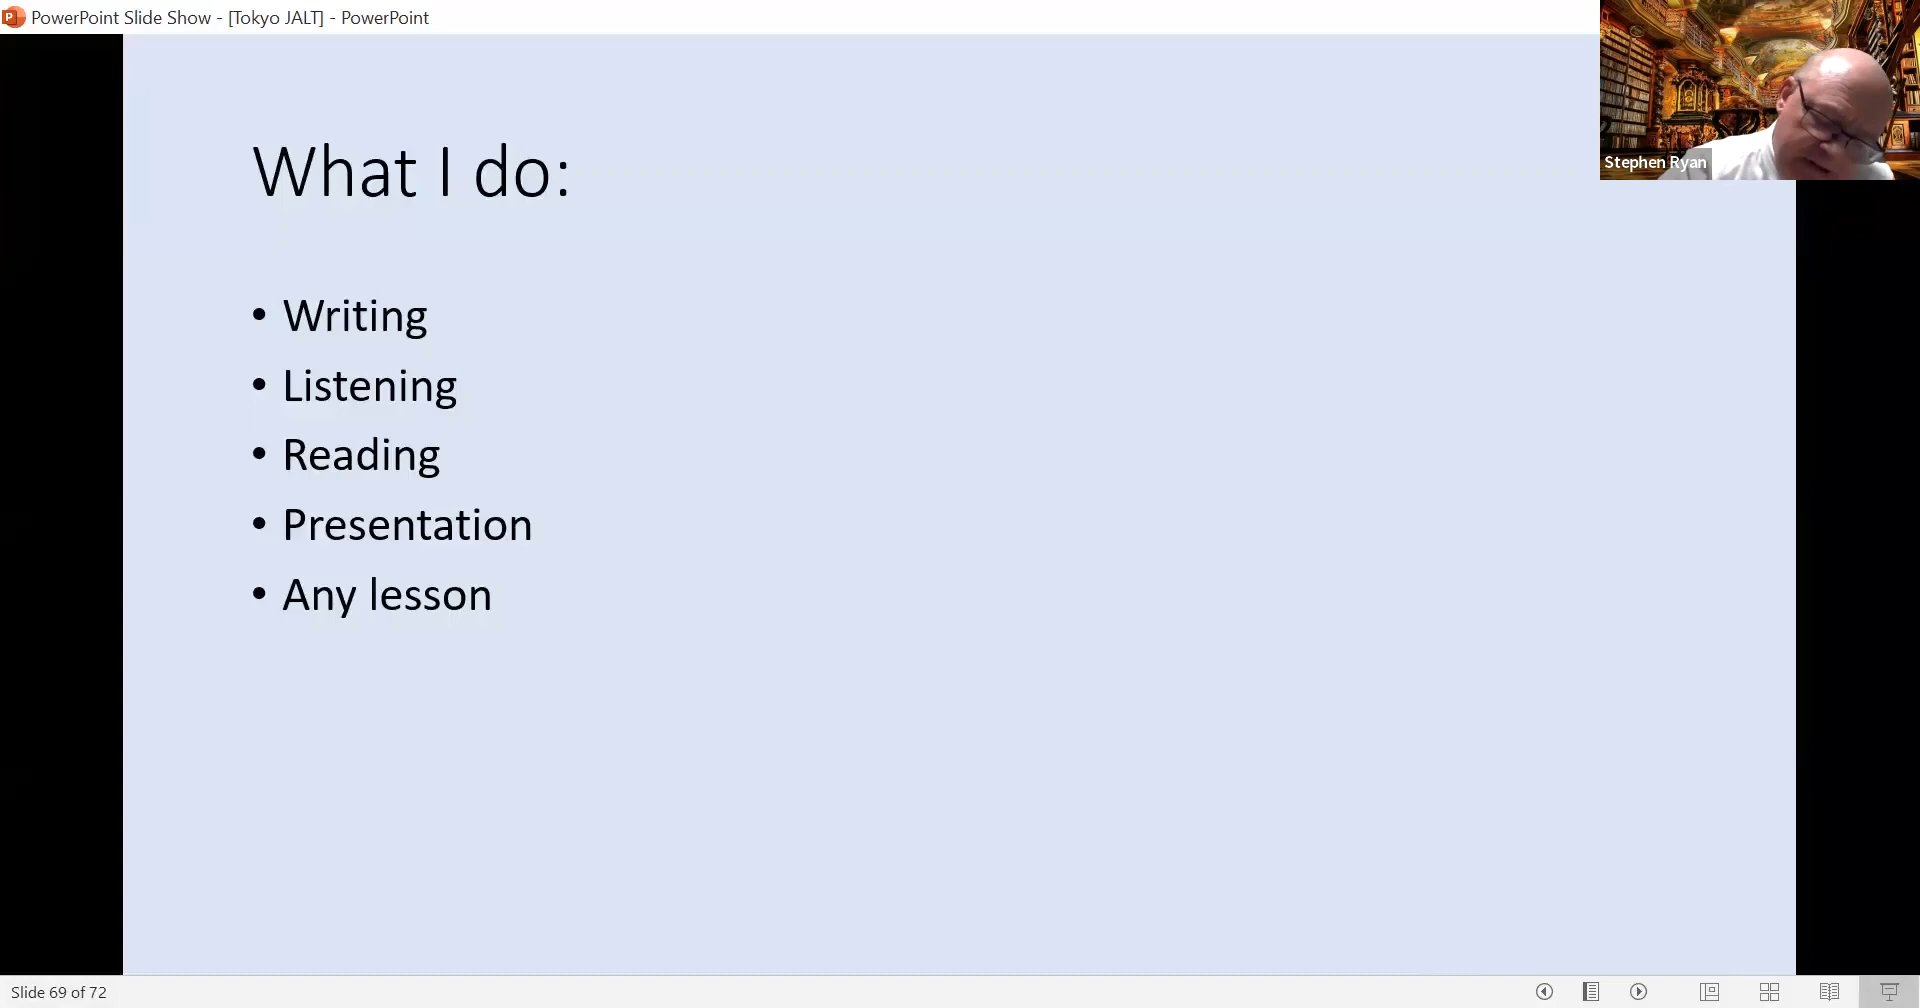 PowerPoint Slide Show - [Tokyo JALT] - PowerPoint
Stephen Ryan
What I do:
• Writing
• Listening
• Reading
• Presentation
• Any lesson
Slide 69 of 72